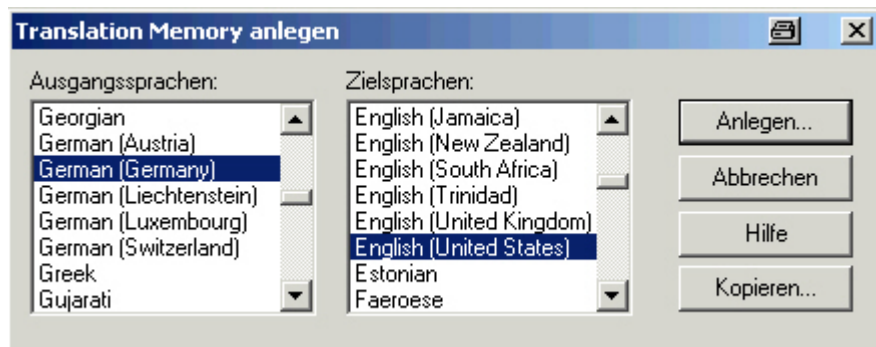 Translation Memory anlegen
Ausgangssprachen:
Georgian
German (Austria)
German (Germany)
German (Liechtenstein)
German (Luxembourg)
German (Switzerland)
Greek
Gujarati
Zielsprachen:
English (Jamaica)
English (New Zealand)
English (South Africa)
English (Trinidad)
English (United Kingdom)
English (United States)
Estonian
Faeroese
Anlegen...
Abbrechen
Hilfe
Kopieren...